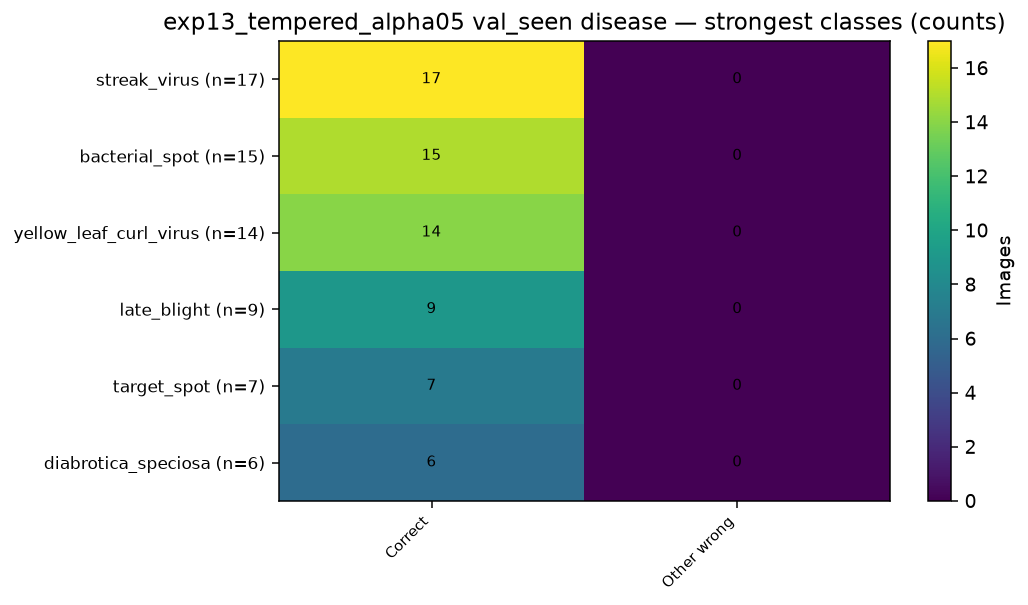 exp13_tempered_alpha05 val_seen disease — strongest classes (counts)
streak_virus (n=17)
17
0
bacterial_spot (n=15)
15
0
yellow_leaf_curl_virus (n=14)
14
0
late_blight (n=9)
9
0
target_spot (n=7)
7
0
diabrotica_speciosa (n=6)
6
0
Correct
Other wrong
16
14
12
10
8
6
4
2
0
Images